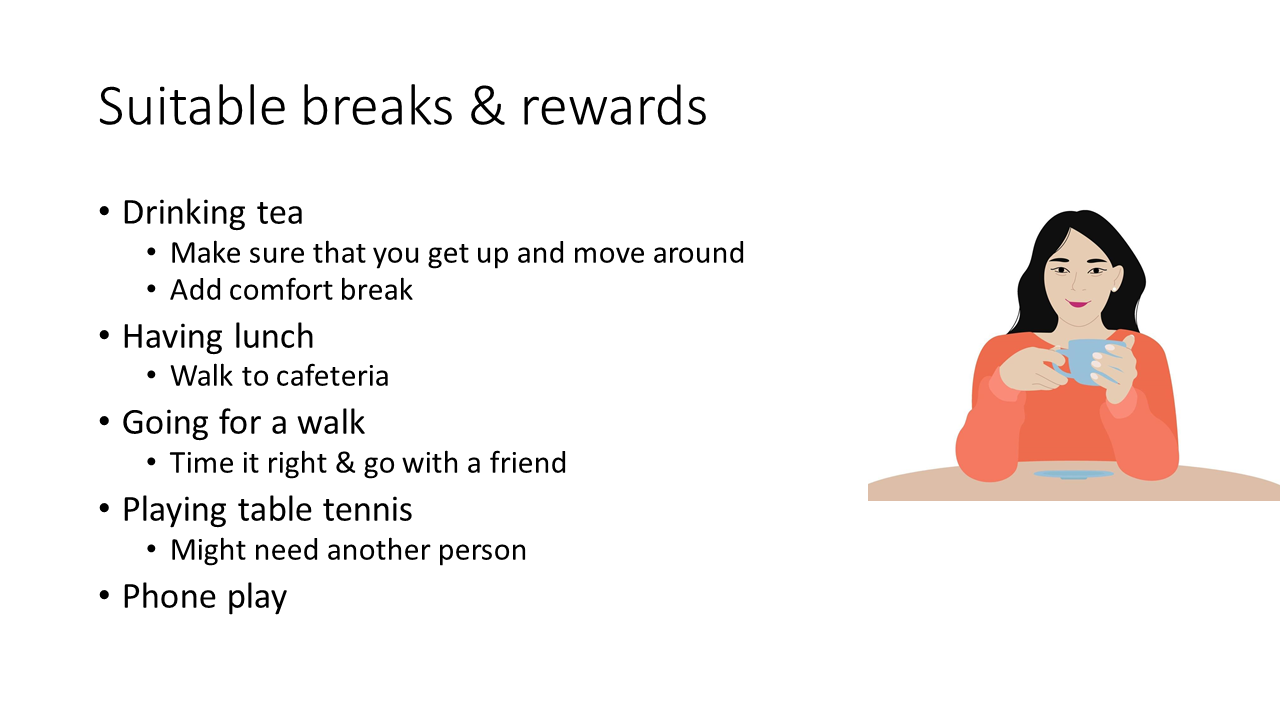 Suitable breaks & rewards
• Drinking tea
• Make sure that you get up and move around
• Add comfort break
• Having lunch
• Walk to cafeteria
• Going for a walk
• Time it right & go with a friend
• Playing table tennis
• Might need another person
• Phone play